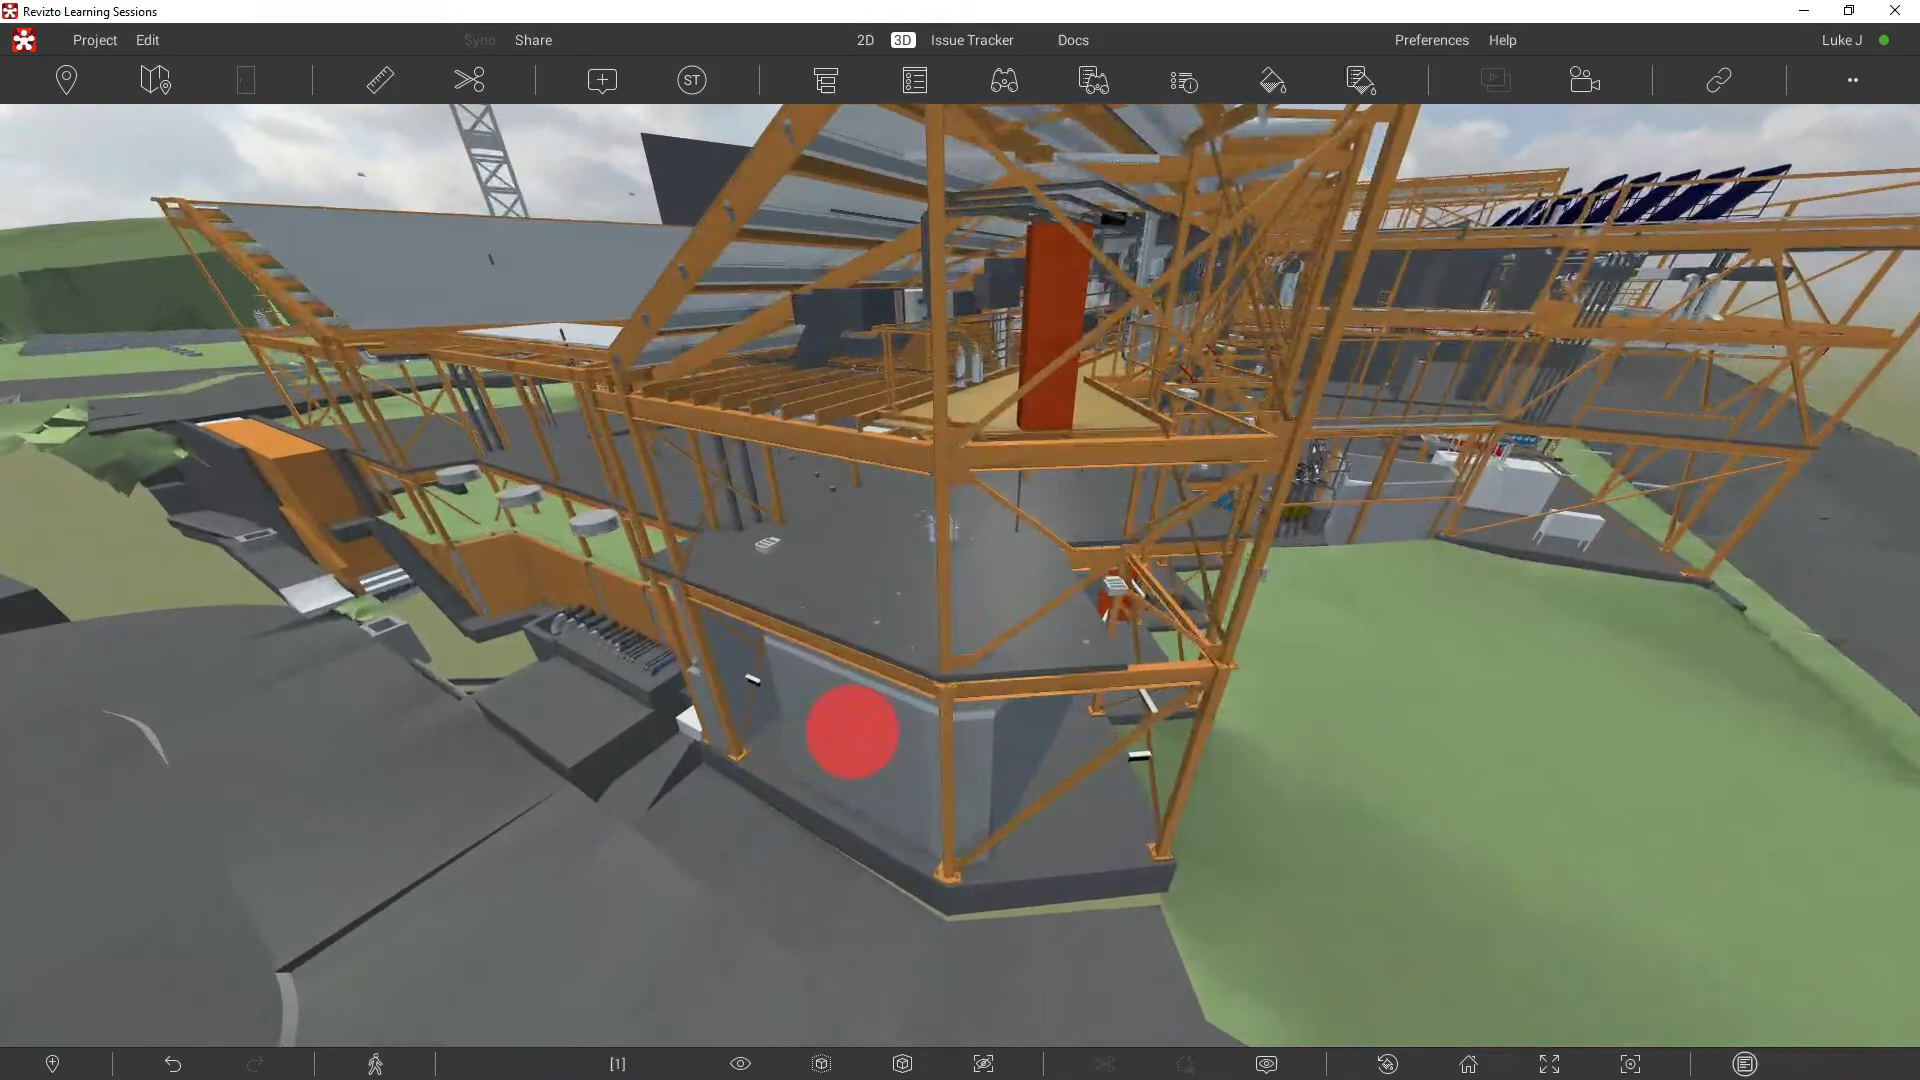 Revizto Learning Sessions
Project Edit Sync Share 2D 3D Issue Tracker Docs Preferences Help Luke J
ST
[1]